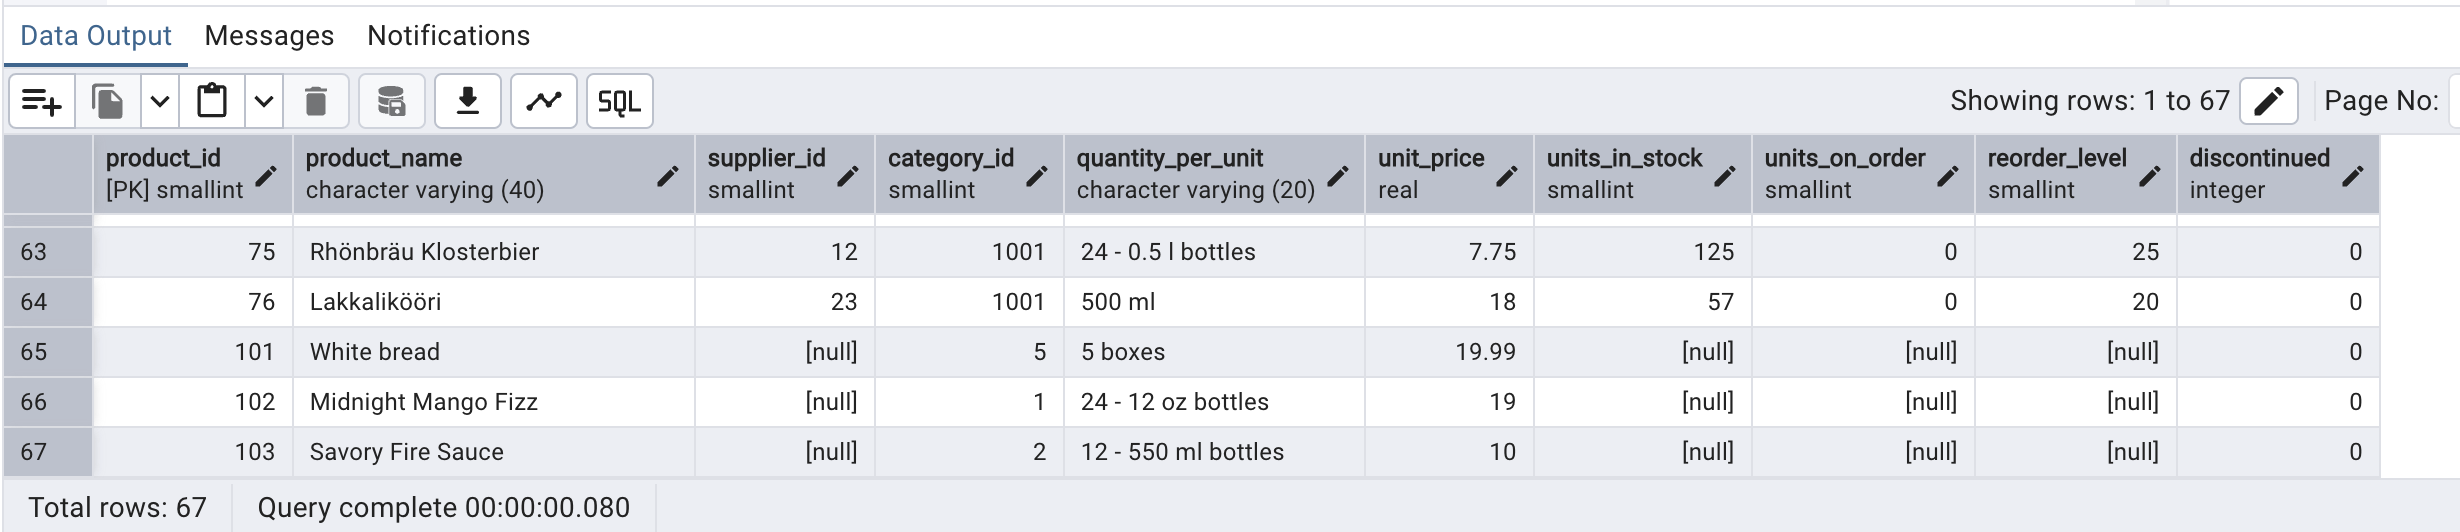 Data Output Messages Notifications
SQL Showing rows: 1 to 67 Page No:
product_id product_name supplier_id category_id quantity_per_unit unit_price units_in_stock units_on_order reorder_level discontinued
[PK] smallint character varying (40) smallint smallint character varying (20) real smallint smallint smallint integer
63 75 Rhönbräu Klosterbier 12 1001 24 - 0.5 l bottles 7.75 125 0 25 0
64 76 Lakkalikööri 23 1001 500 ml 18 57 0 20 0
65 101 White bread [null] 5 5 boxes 19.99 [null] [null] [null] 0
66 102 Midnight Mango Fizz [null] 1 24 - 12 oz bottles 19 [null] [null] [null] 0
67 103 Savory Fire Sauce [null] 2 12 - 550 ml bottles 10 [null] [null] [null] 0
Total rows: 67 Query complete 00:00:00.080